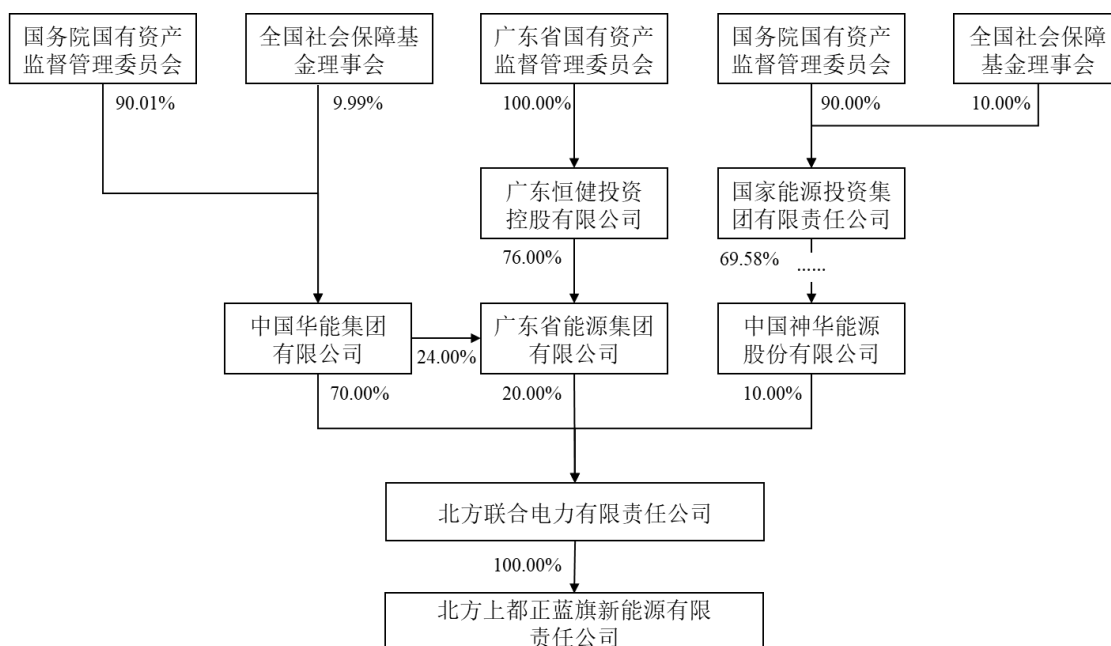 国务院国有资产
监督管理委员会
全国社会保障基
金理事会
广东省国有资产
监督管理委员会
国务院国有资产
监督管理委员会
全国社会保障
基金理事会
90.01%
9.99%
100.00%
90.00%
10.00%
广东恒健投资
控股有限公司
国家能源投资集
团有限责任公司
76.00%
69.58%
......
中国华能集团
有限公司
24.00%
广东省能源集团
有限公司
中国神华能源
股份有限公司
70.00%
20.00%
10.00%
北方联合电力有限责任公司
100.00%
北方上都正蓝旗新能源有限
责任公司